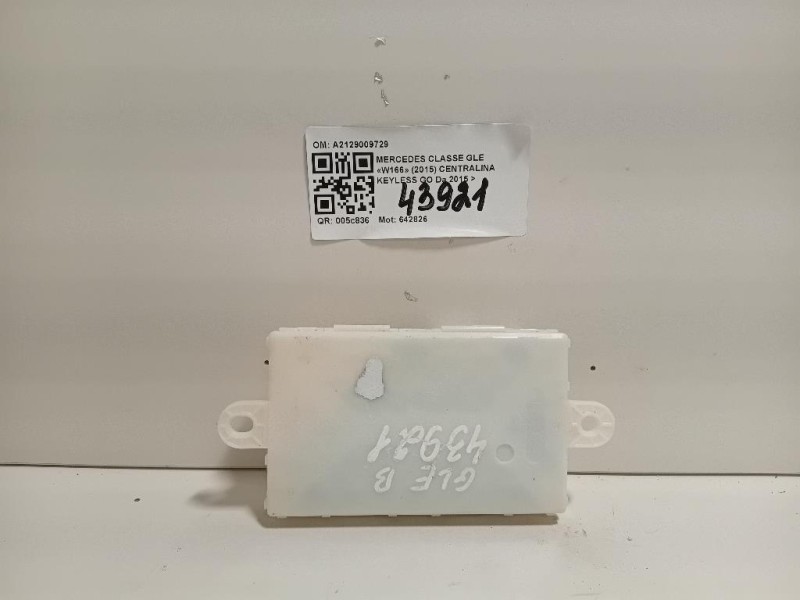 OM: A2129009729
MERCEDES CLASSE GLE
«W166» (2015) CENTRALINA
KEYLESS GO Da 2015 >
43921
QR: 005c836 Mot: 642826
43921
GLE B